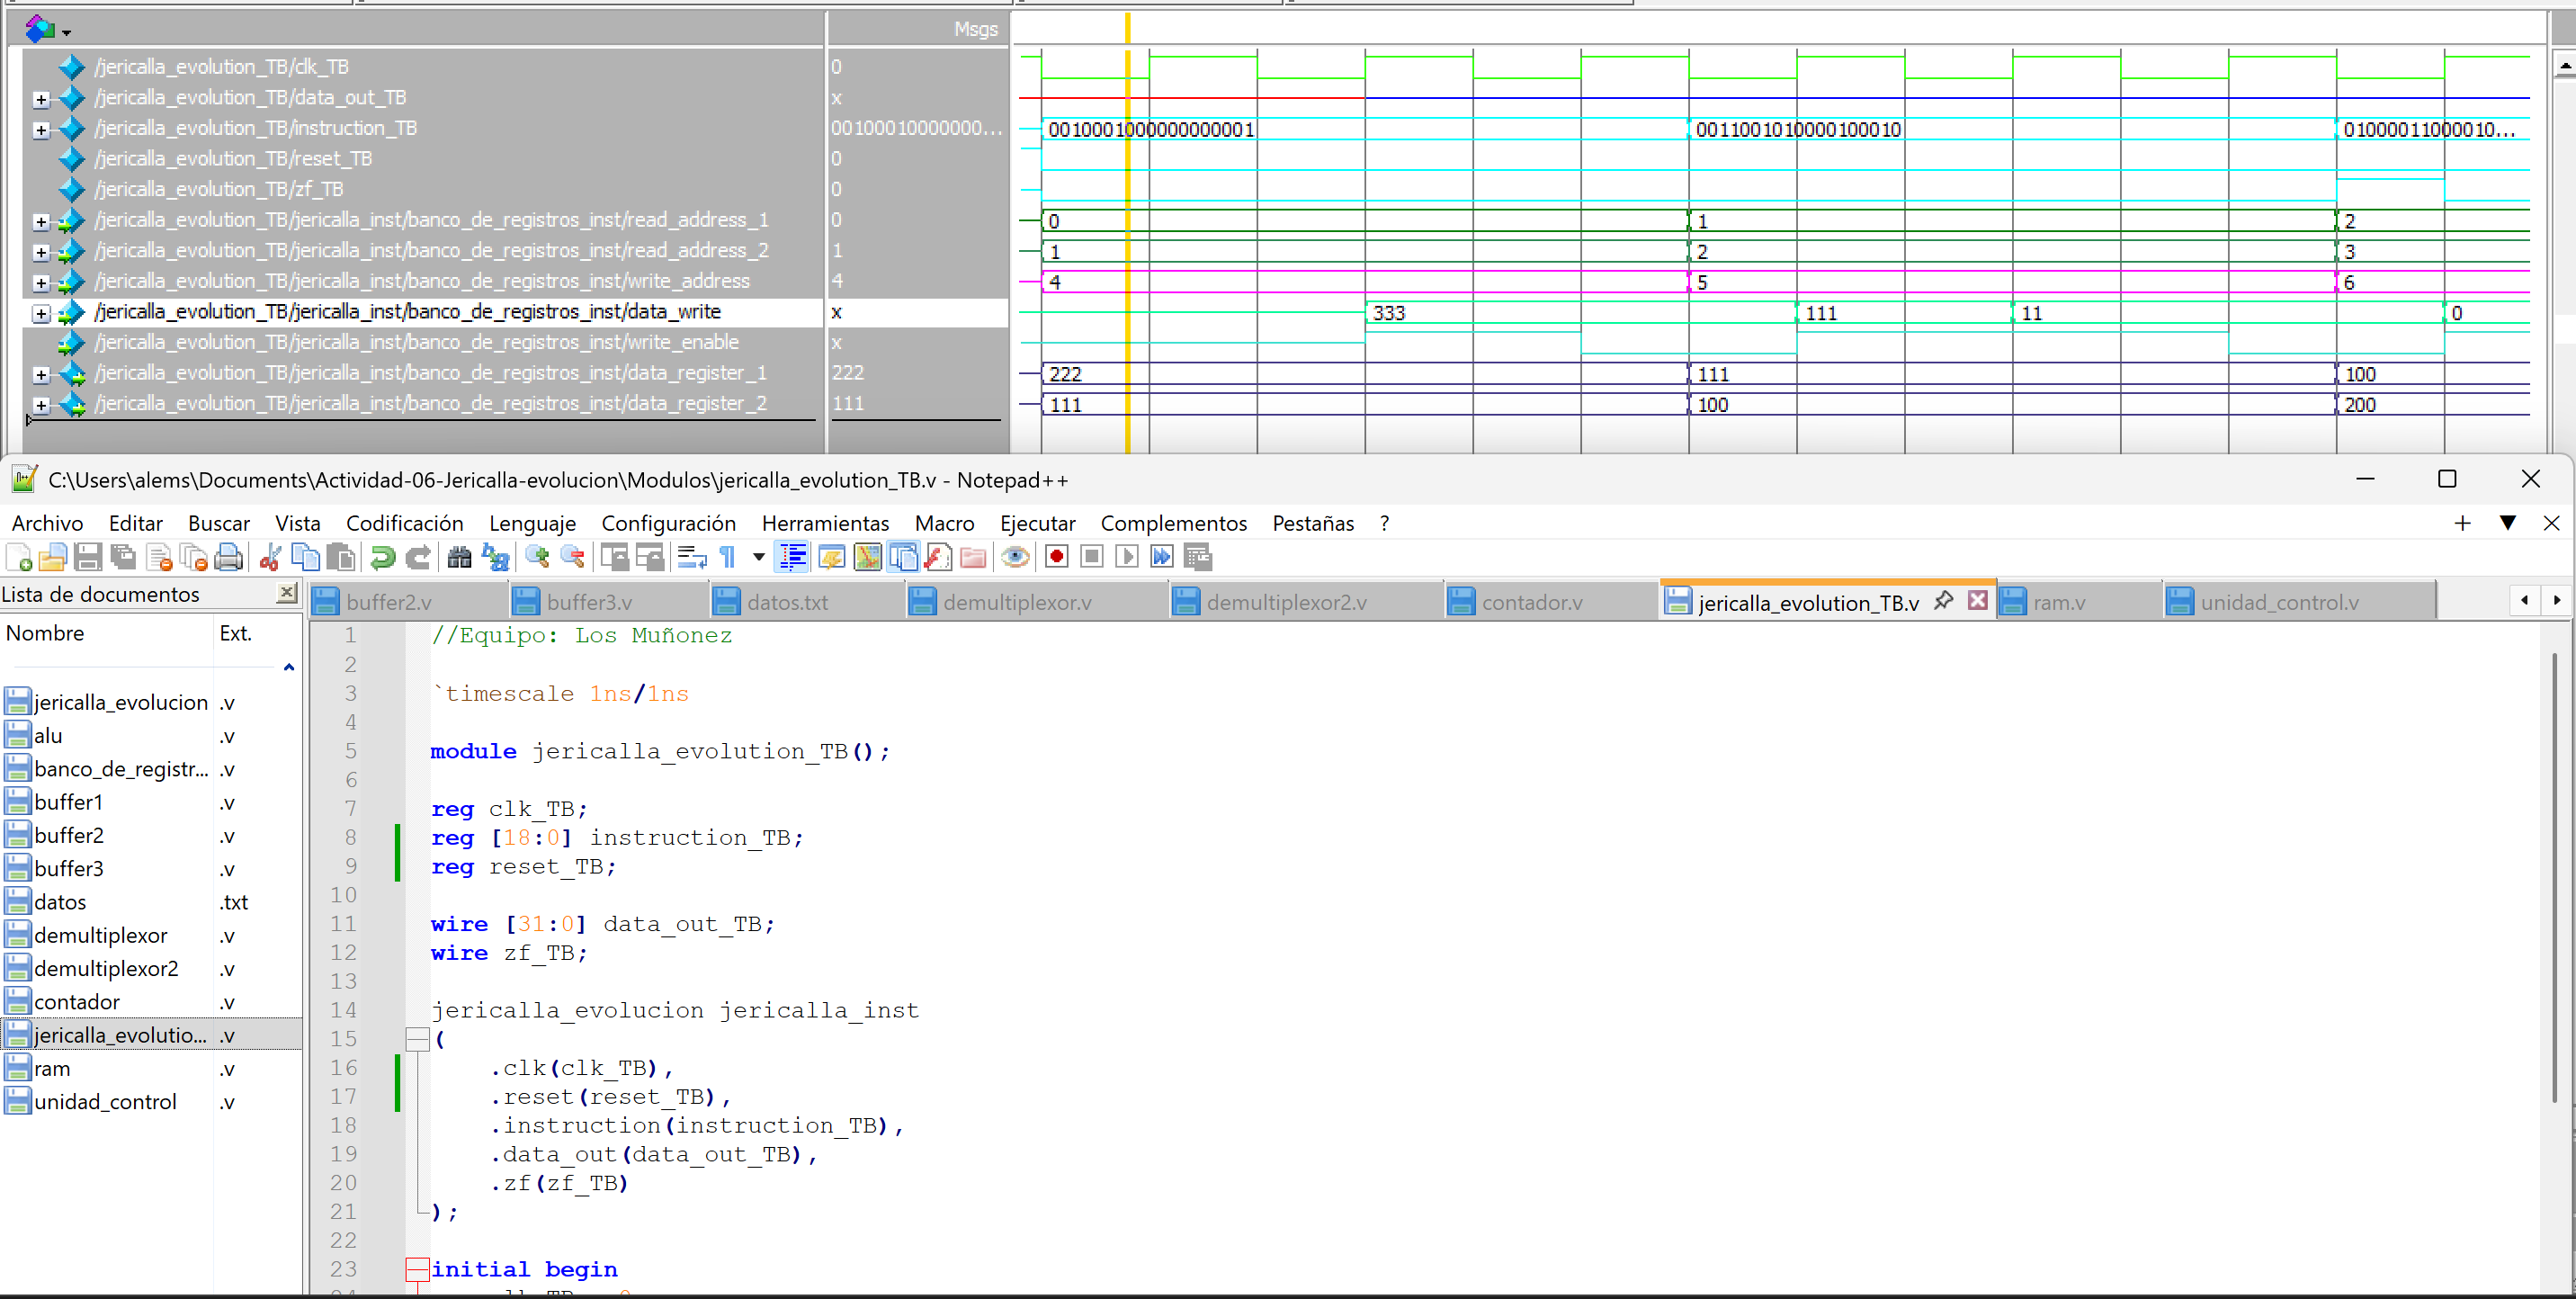 Msgs
/jericalla_evolution_TB/clk_TB 0
/jericalla_evolution_TB/data_out_TB x
/jericalla_evolution_TB/instruction_TB 00100010000000... 0010001000000000001 0011001010000100010 01000011000010...
/jericalla_evolution_TB/reset_TB 0
/jericalla_evolution_TB/zf_TB 0
/jericalla_evolution_TB/jericalla_inst/banco_de_registros_inst/read_address_1 0 0 1 2
/jericalla_evolution_TB/jericalla_inst/banco_de_registros_inst/read_address_2 1 1 2 3
/jericalla_evolution_TB/jericalla_inst/banco_de_registros_inst/write_address 4 4 5 6
/jericalla_evolution_TB/jericalla_inst/banco_de_registros_inst/data_write x 333 111 11 0
/jericalla_evolution_TB/jericalla_inst/banco_de_registros_inst/write_enable x
/jericalla_evolution_TB/jericalla_inst/banco_de_registros_inst/data_register_1 222 222 111 100
/jericalla_evolution_TB/jericalla_inst/banco_de_registros_inst/data_register_2 111 111 100 200
C:\Users\alems\Documents\Actividad-06-Jericalla-evolucion\Modulos\jericalla_evolution_TB.v - Notepad++
Archivo Editar Buscar Vista Codificación Lenguaje Configuración Herramientas Macro Ejecutar Complementos Pestañas ?
Lista de documentos
buffer2.v buffer3.v datos.txt demultiplexor.v demultiplexor2.v contador.v jericalla_evolution_TB.v ram.v unidad_control.v
Nombre Ext.
jericalla_evolucion .v
alu .v
banco_de_registr... .v
buffer1 .v
buffer2 .v
buffer3 .v
datos .txt
demultiplexor .v
demultiplexor2 .v
contador .v
jericalla_evolutio... .v
ram .v
unidad_control .v
1 //Equipo: Los Muñonez
2
3 `timescale 1ns/1ns
4
5 module jericalla_evolution_TB();
6
7 reg clk_TB;
8 reg [18:0] instruction_TB;
9 reg reset_TB;
10
11 wire [31:0] data_out_TB;
12 wire zf_TB;
13
14 jericalla_evolucion jericalla_inst
15 (
16 .clk(clk_TB),
17 .reset(reset_TB),
18 .instruction(instruction_TB),
19 .data_out(data_out_TB),
20 .zf(zf_TB)
21 );
22
23 initial begin